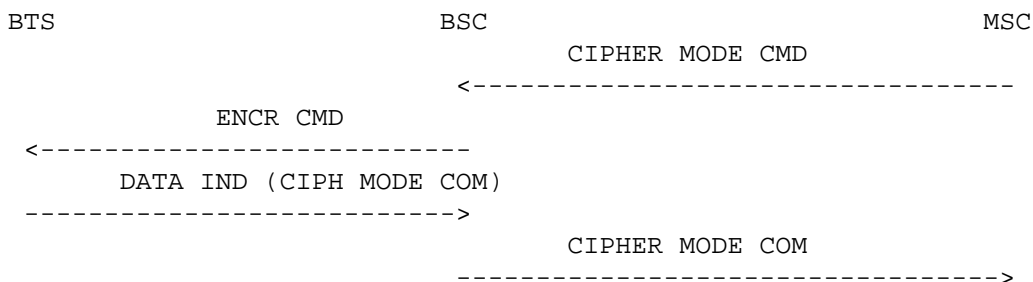 BTS BSC MSC
CIPHER MODE CMD
<----------------------------------
ENCR CMD
<---------------------------
DATA IND (CIPH MODE COM)
--------------------------->
CIPHER MODE COM
---------------------------------->